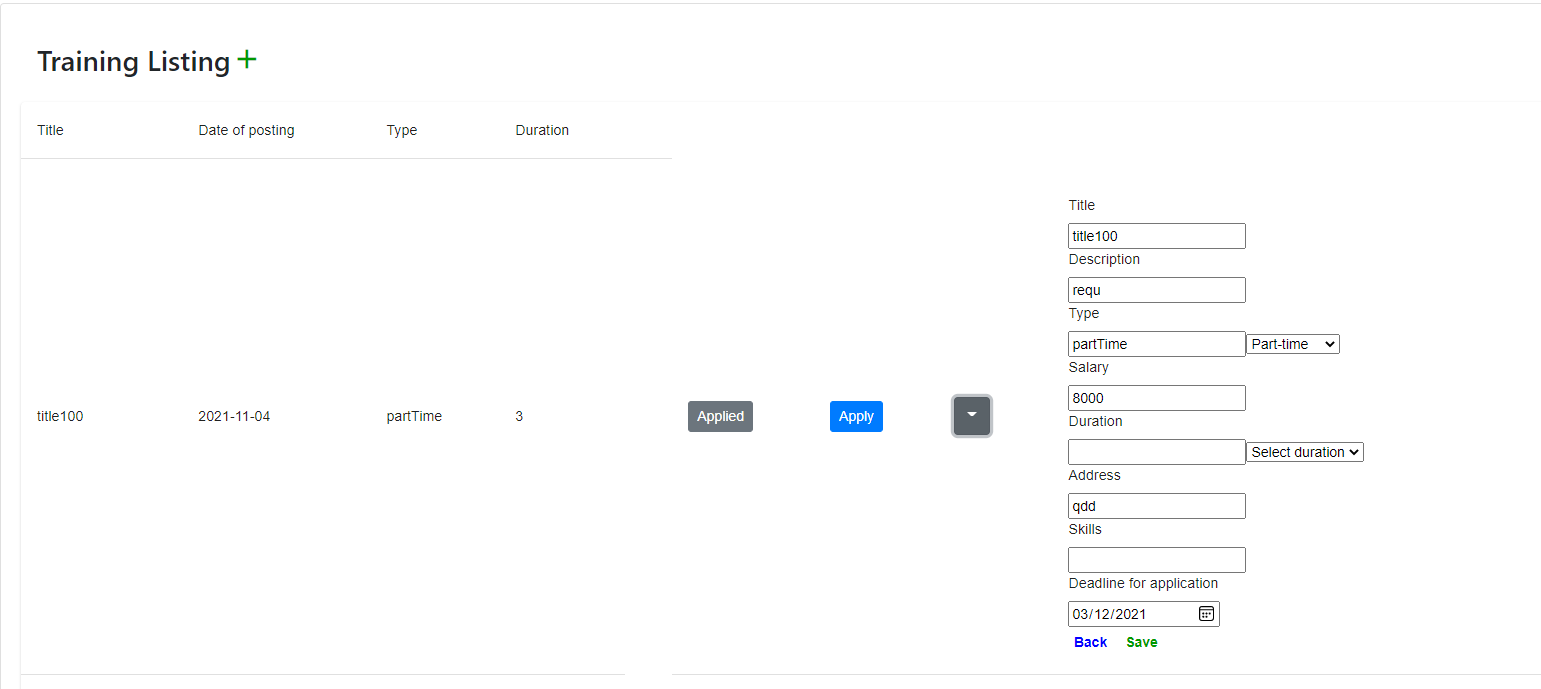 Training Listing +
Title Date of posting Type Duration
Title
title100
Description
requ
Type
partTime Part-time
Salary
8000
title100 2021-11-04 partTime 3 Applied Apply
Duration
Select duration
Address
qdd
Skills
Deadline for application
03/12/2021
Back Save